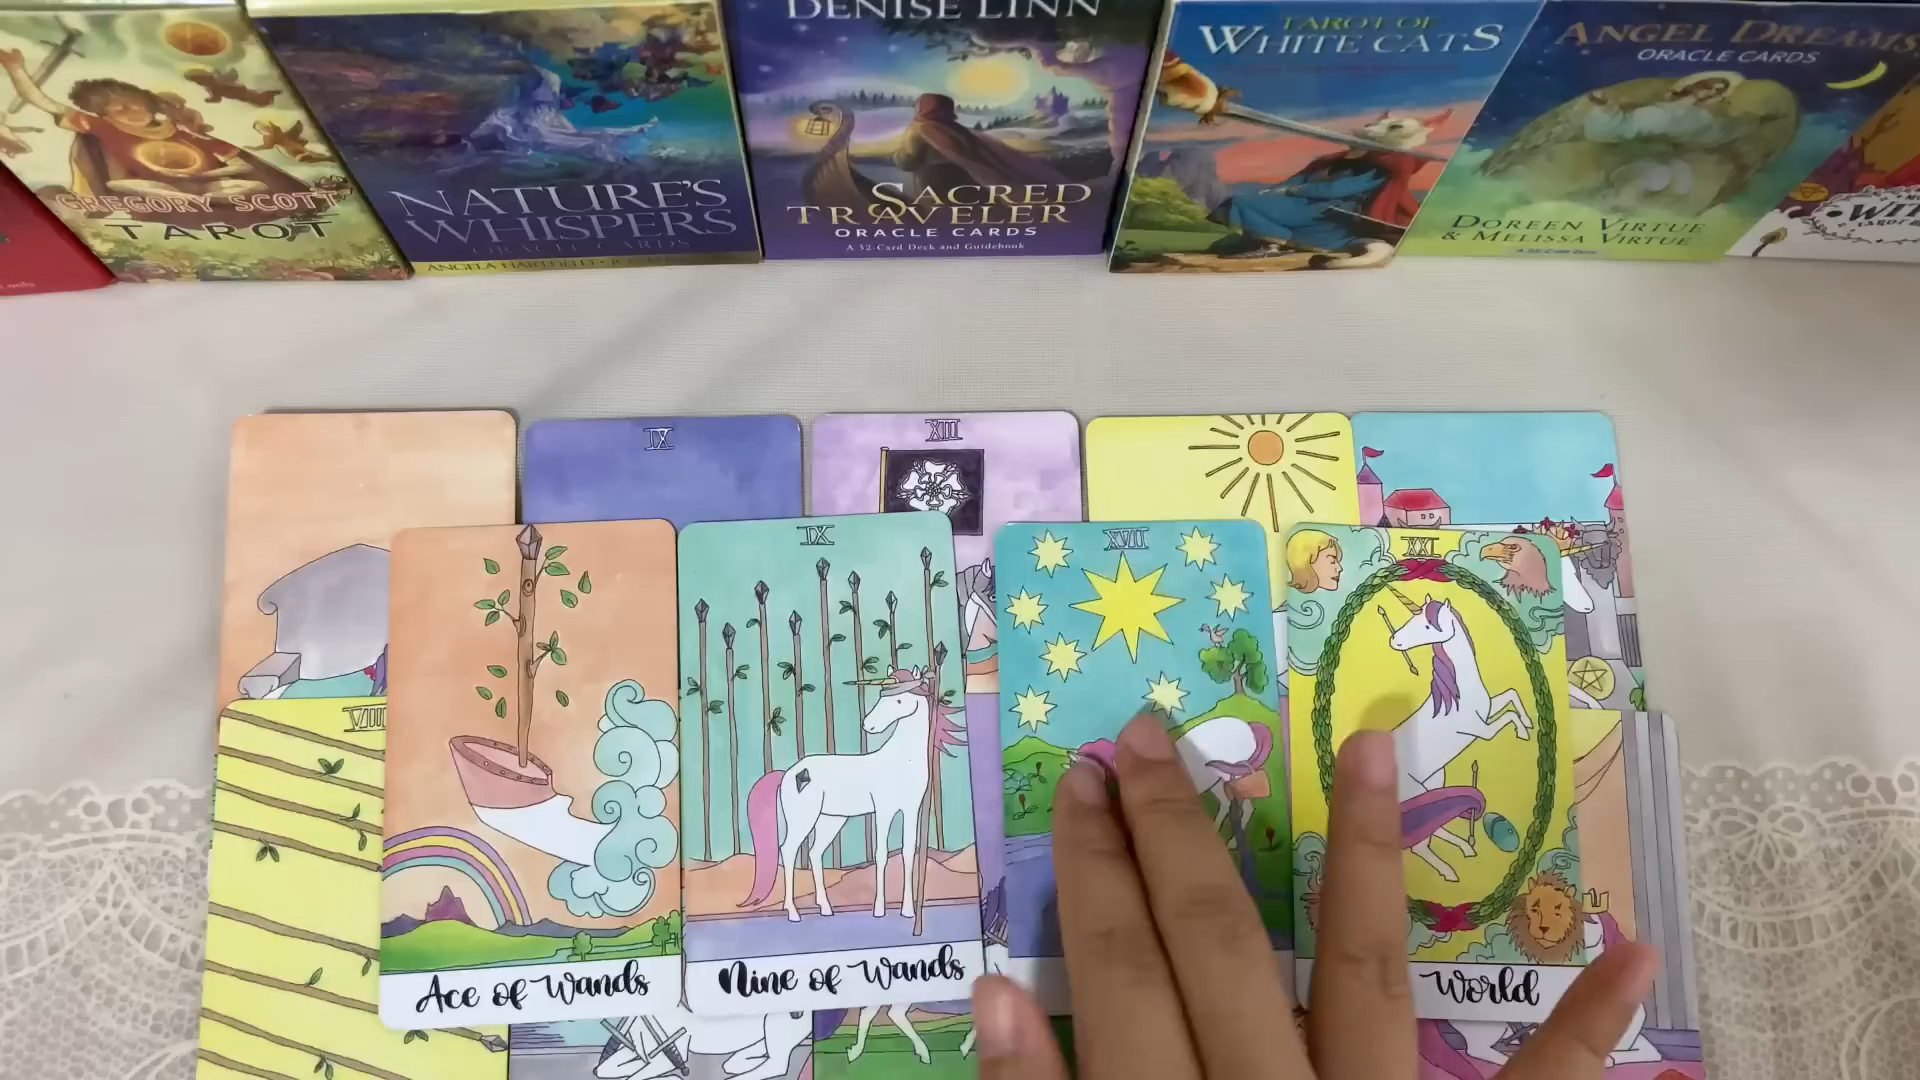 GREGORY SCOTT
TAROT
NATURE'S
WHISPERS
ORACLE CARDS
DENISE LINN
SACRED
TRAVELER
ORACLE CARDS
A 52-Card Deck and Guidebook
TAROT OF
WHITE CATS
ANGEL DREAMS
ORACLE CARDS
DOREEN VIRTUE
& MELISSA VIRTUE
IX
XIII
VIII
IX
XVII
XXI
Ace of Wands
Nine of Wands
World